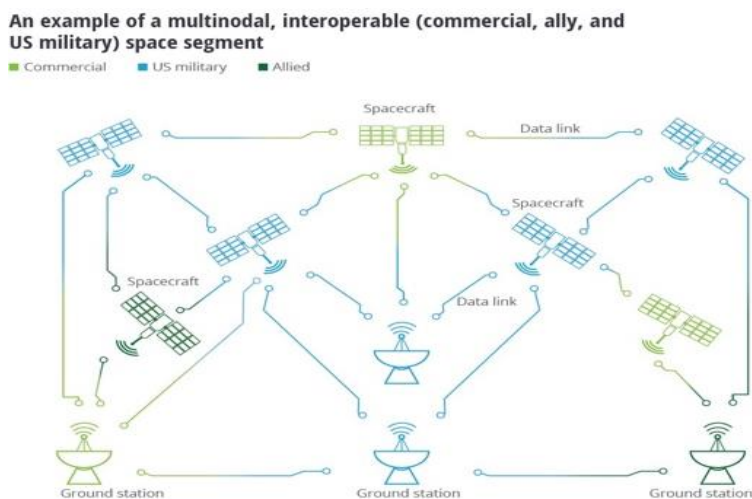 An example of a multinodal, interoperable (commercial, ally, and
US military) space segment
Commercial US military Allied
Spacecraft
Data link
Spacecraft
Spacecraft
Data link
Ground station Ground station Ground station